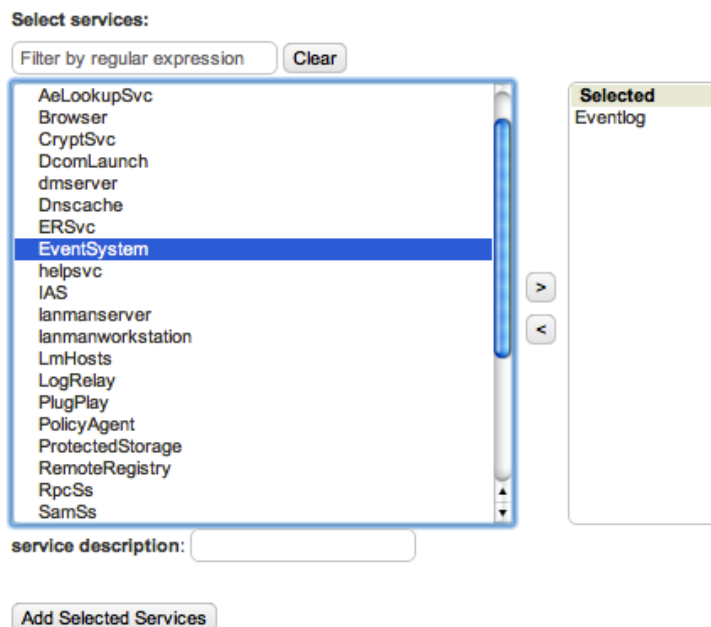 Select services:
Filter by regular expression Clear
AeLookupSvc
Browser
CryptSvc
DcomLaunch
dmserver
Dnscache
ERSvc
EventSystem
helpsvc
IAS
lanmanserver
lanmanworkstation
LmHosts
LogRelay
PlugPlay
PolicyAgent
ProtectedStorage
RemoteRegistry
RpcSs
SamSs
>
<
Selected
Eventlog
service description:
Add Selected Services